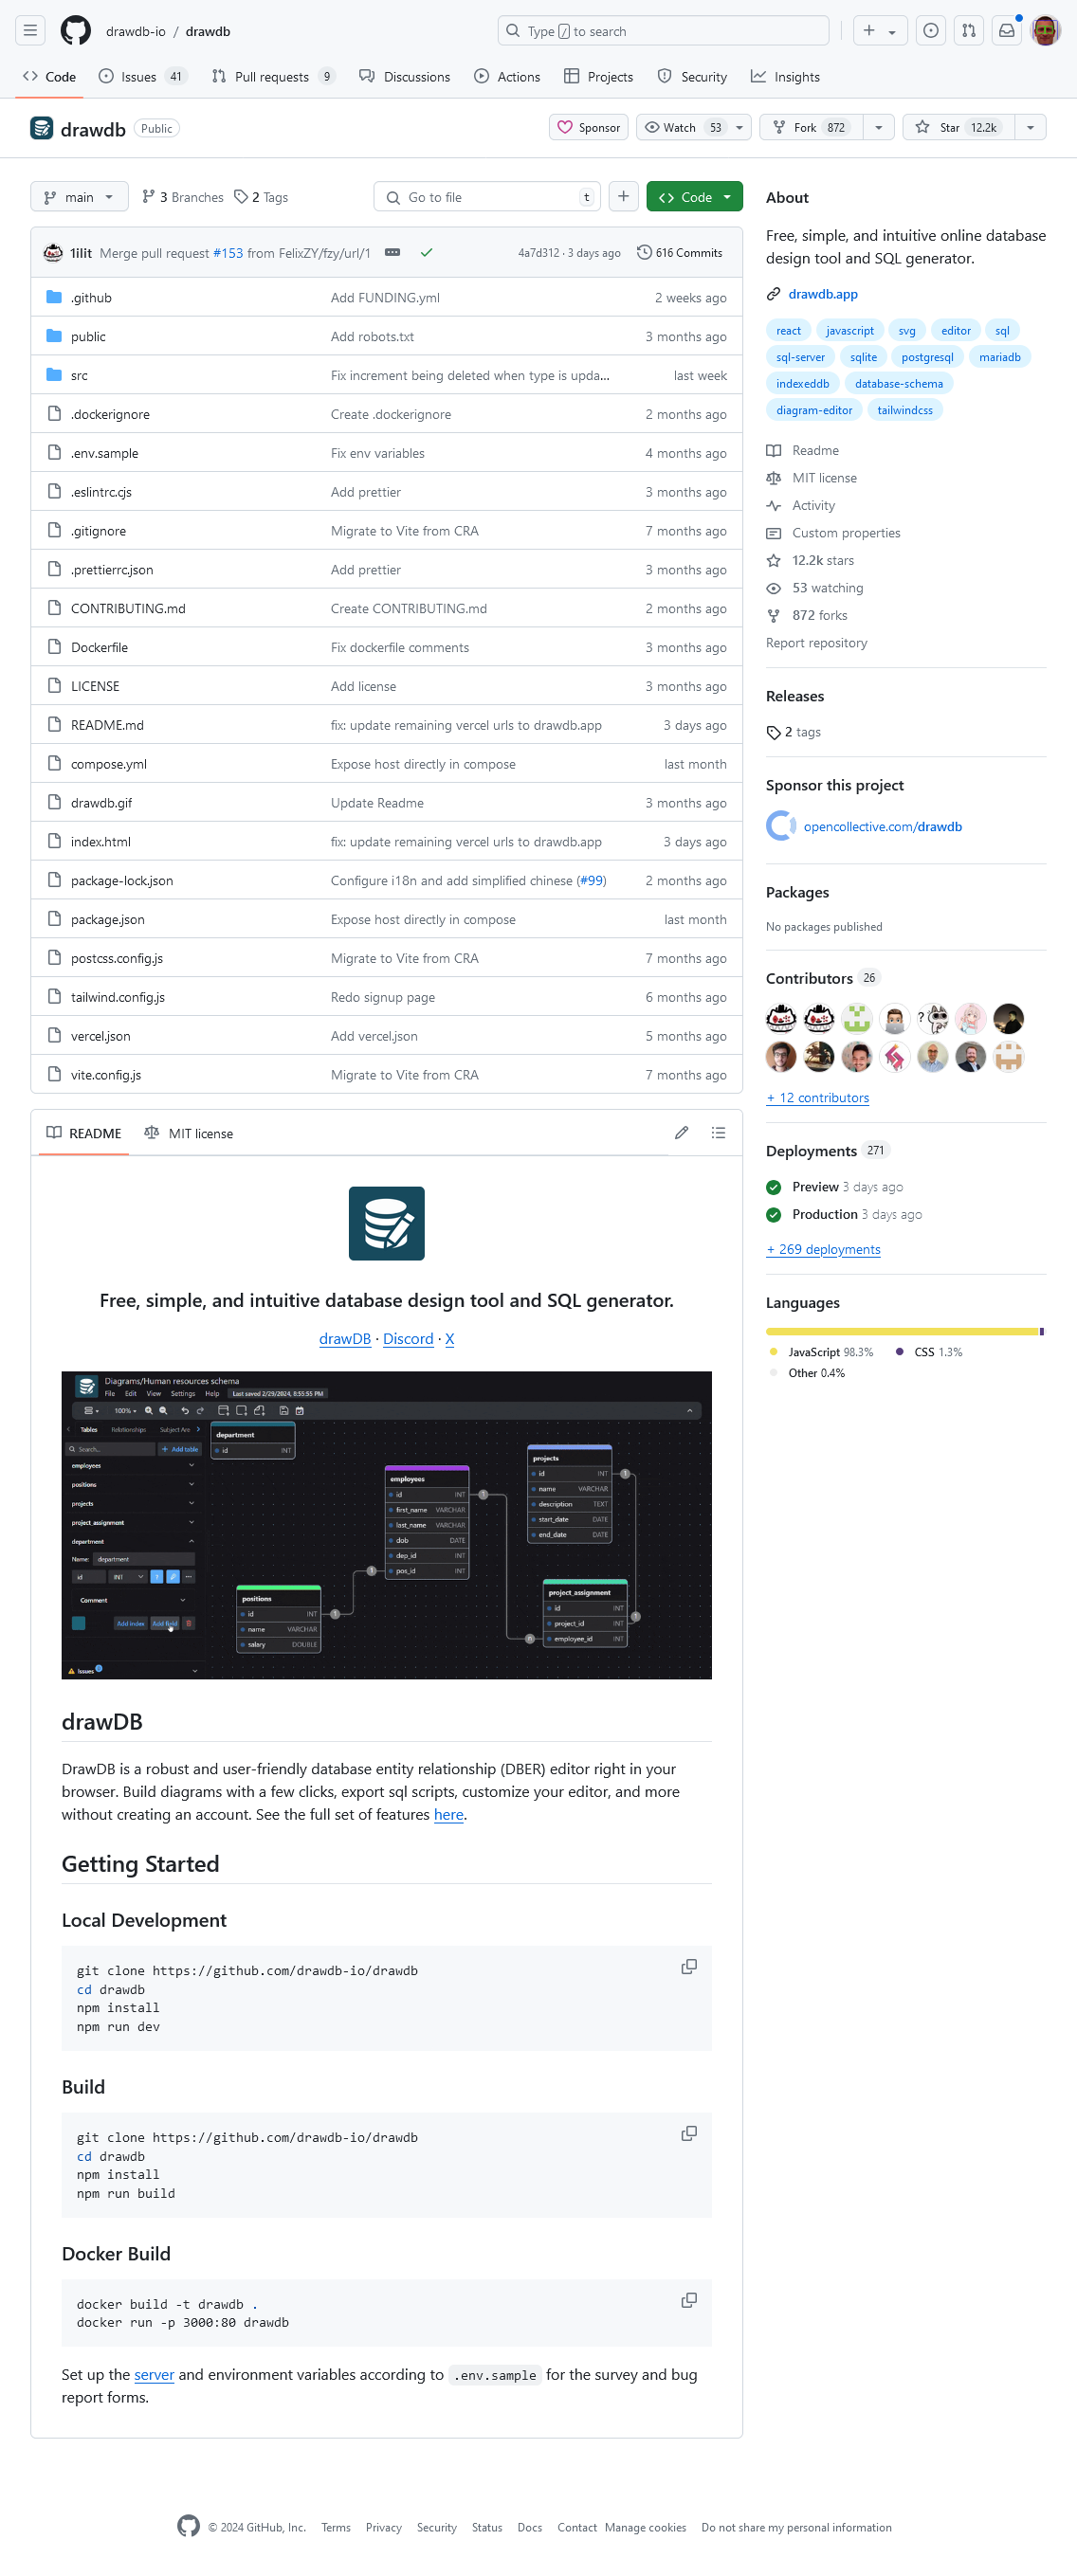 drawdb-io / drawdb
Type / to search
Code
Issues 41
Pull requests 9
Discussions
Actions
Projects
Security
Insights
drawdb Public
Sponsor
Watch 53
Fork 872
Star 12.2k
main
3 Branches
2 Tags
Go to file t
Code
1ilit Merge pull request #153 from FelixZY/fzy/url/1 4a7d312 · 3 days ago 616 Commits
.github Add FUNDING.yml 2 weeks ago
public Add robots.txt 3 months ago
src Fix increment being deleted when type is upda… last week
.dockerignore Create .dockerignore 2 months ago
.env.sample Fix env variables 4 months ago
.eslintrc.cjs Add prettier 3 months ago
.gitignore Migrate to Vite from CRA 7 months ago
.prettierrc.json Add prettier 3 months ago
CONTRIBUTING.md Create CONTRIBUTING.md 2 months ago
Dockerfile Fix dockerfile comments 3 months ago
LICENSE Add license 3 months ago
README.md fix: update remaining vercel urls to drawdb.app 3 days ago
compose.yml Expose host directly in compose last month
drawdb.gif Update Readme 3 months ago
index.html fix: update remaining vercel urls to drawdb.app 3 days ago
package-lock.json Configure i18n and add simplified chinese (#99) 2 months ago
package.json Expose host directly in compose last month
postcss.config.js Migrate to Vite from CRA 7 months ago
tailwind.config.js Redo signup page 6 months ago
vercel.json Add vercel.json 5 months ago
vite.config.js Migrate to Vite from CRA 7 months ago
README
MIT license
Free, simple, and intuitive database design tool and SQL generator.
drawDB · Discord · X
Diagrams/Human resources schema
File Edit View Settings Help Last saved 2/29/2024, 8:55:55 PM
100%
Tables Relationships Subject Are
Search...
Add table
employees
positions
projects
project_assignment
department
Name: department
id INT ?
Comment
Add index Add field
Issues
department
id INT
employees
id INT
first_name VARCHAR
last_name VARCHAR
dob DATE
dep_id INT
pos_id INT
projects
id INT
name VARCHAR
description TEXT
start_date DATE
end_date DATE
positions
id INT
name VARCHAR
salary DOUBLE
project_assignment
id INT
project_id INT
employee_id INT
drawDB
DrawDB is a robust and user-friendly database entity relationship (DBER) editor right in your
browser. Build diagrams with a few clicks, export sql scripts, customize your editor, and more
without creating an account. See the full set of features here.
Getting Started
Local Development
git clone https://github.com/drawdb-io/drawdb
cd drawdb
npm install
npm run dev
Build
git clone https://github.com/drawdb-io/drawdb
cd drawdb
npm install
npm run build
Docker Build
docker build -t drawdb .
docker run -p 3000:80 drawdb
Set up the server and environment variables according to .env.sample for the survey and bug
report forms.
About
Free, simple, and intuitive online database
design tool and SQL generator.
drawdb.app
react javascript svg editor sql
sql-server sqlite postgresql mariadb
indexeddb database-schema
diagram-editor tailwindcss
Readme
MIT license
Activity
Custom properties
12.2k stars
53 watching
872 forks
Report repository
Releases
2 tags
Sponsor this project
opencollective.com/drawdb
Packages
No packages published
Contributors 26
+ 12 contributors
Deployments 271
Preview 3 days ago
Production 3 days ago
+ 269 deployments
Languages
JavaScript 98.3% CSS 1.3%
Other 0.4%
© 2024 GitHub, Inc. Terms Privacy Security Status Docs Contact Manage cookies Do not share my personal information